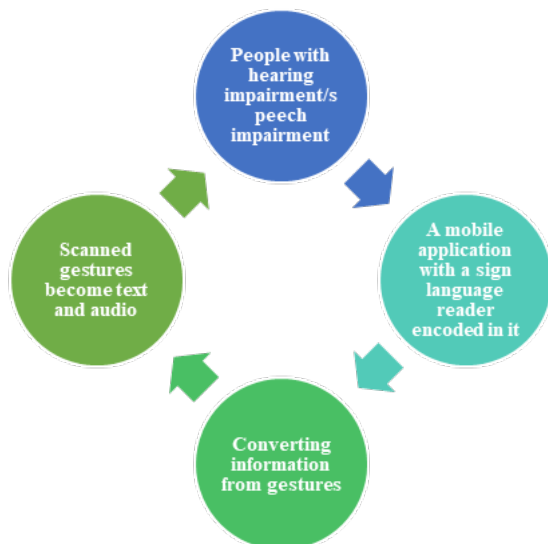 People with
hearing
impairment/s
peech
impairment
A mobile
application
with a sign
language
reader
encoded in it
Converting
information
from gestures
Scanned
gestures
become text
and audio